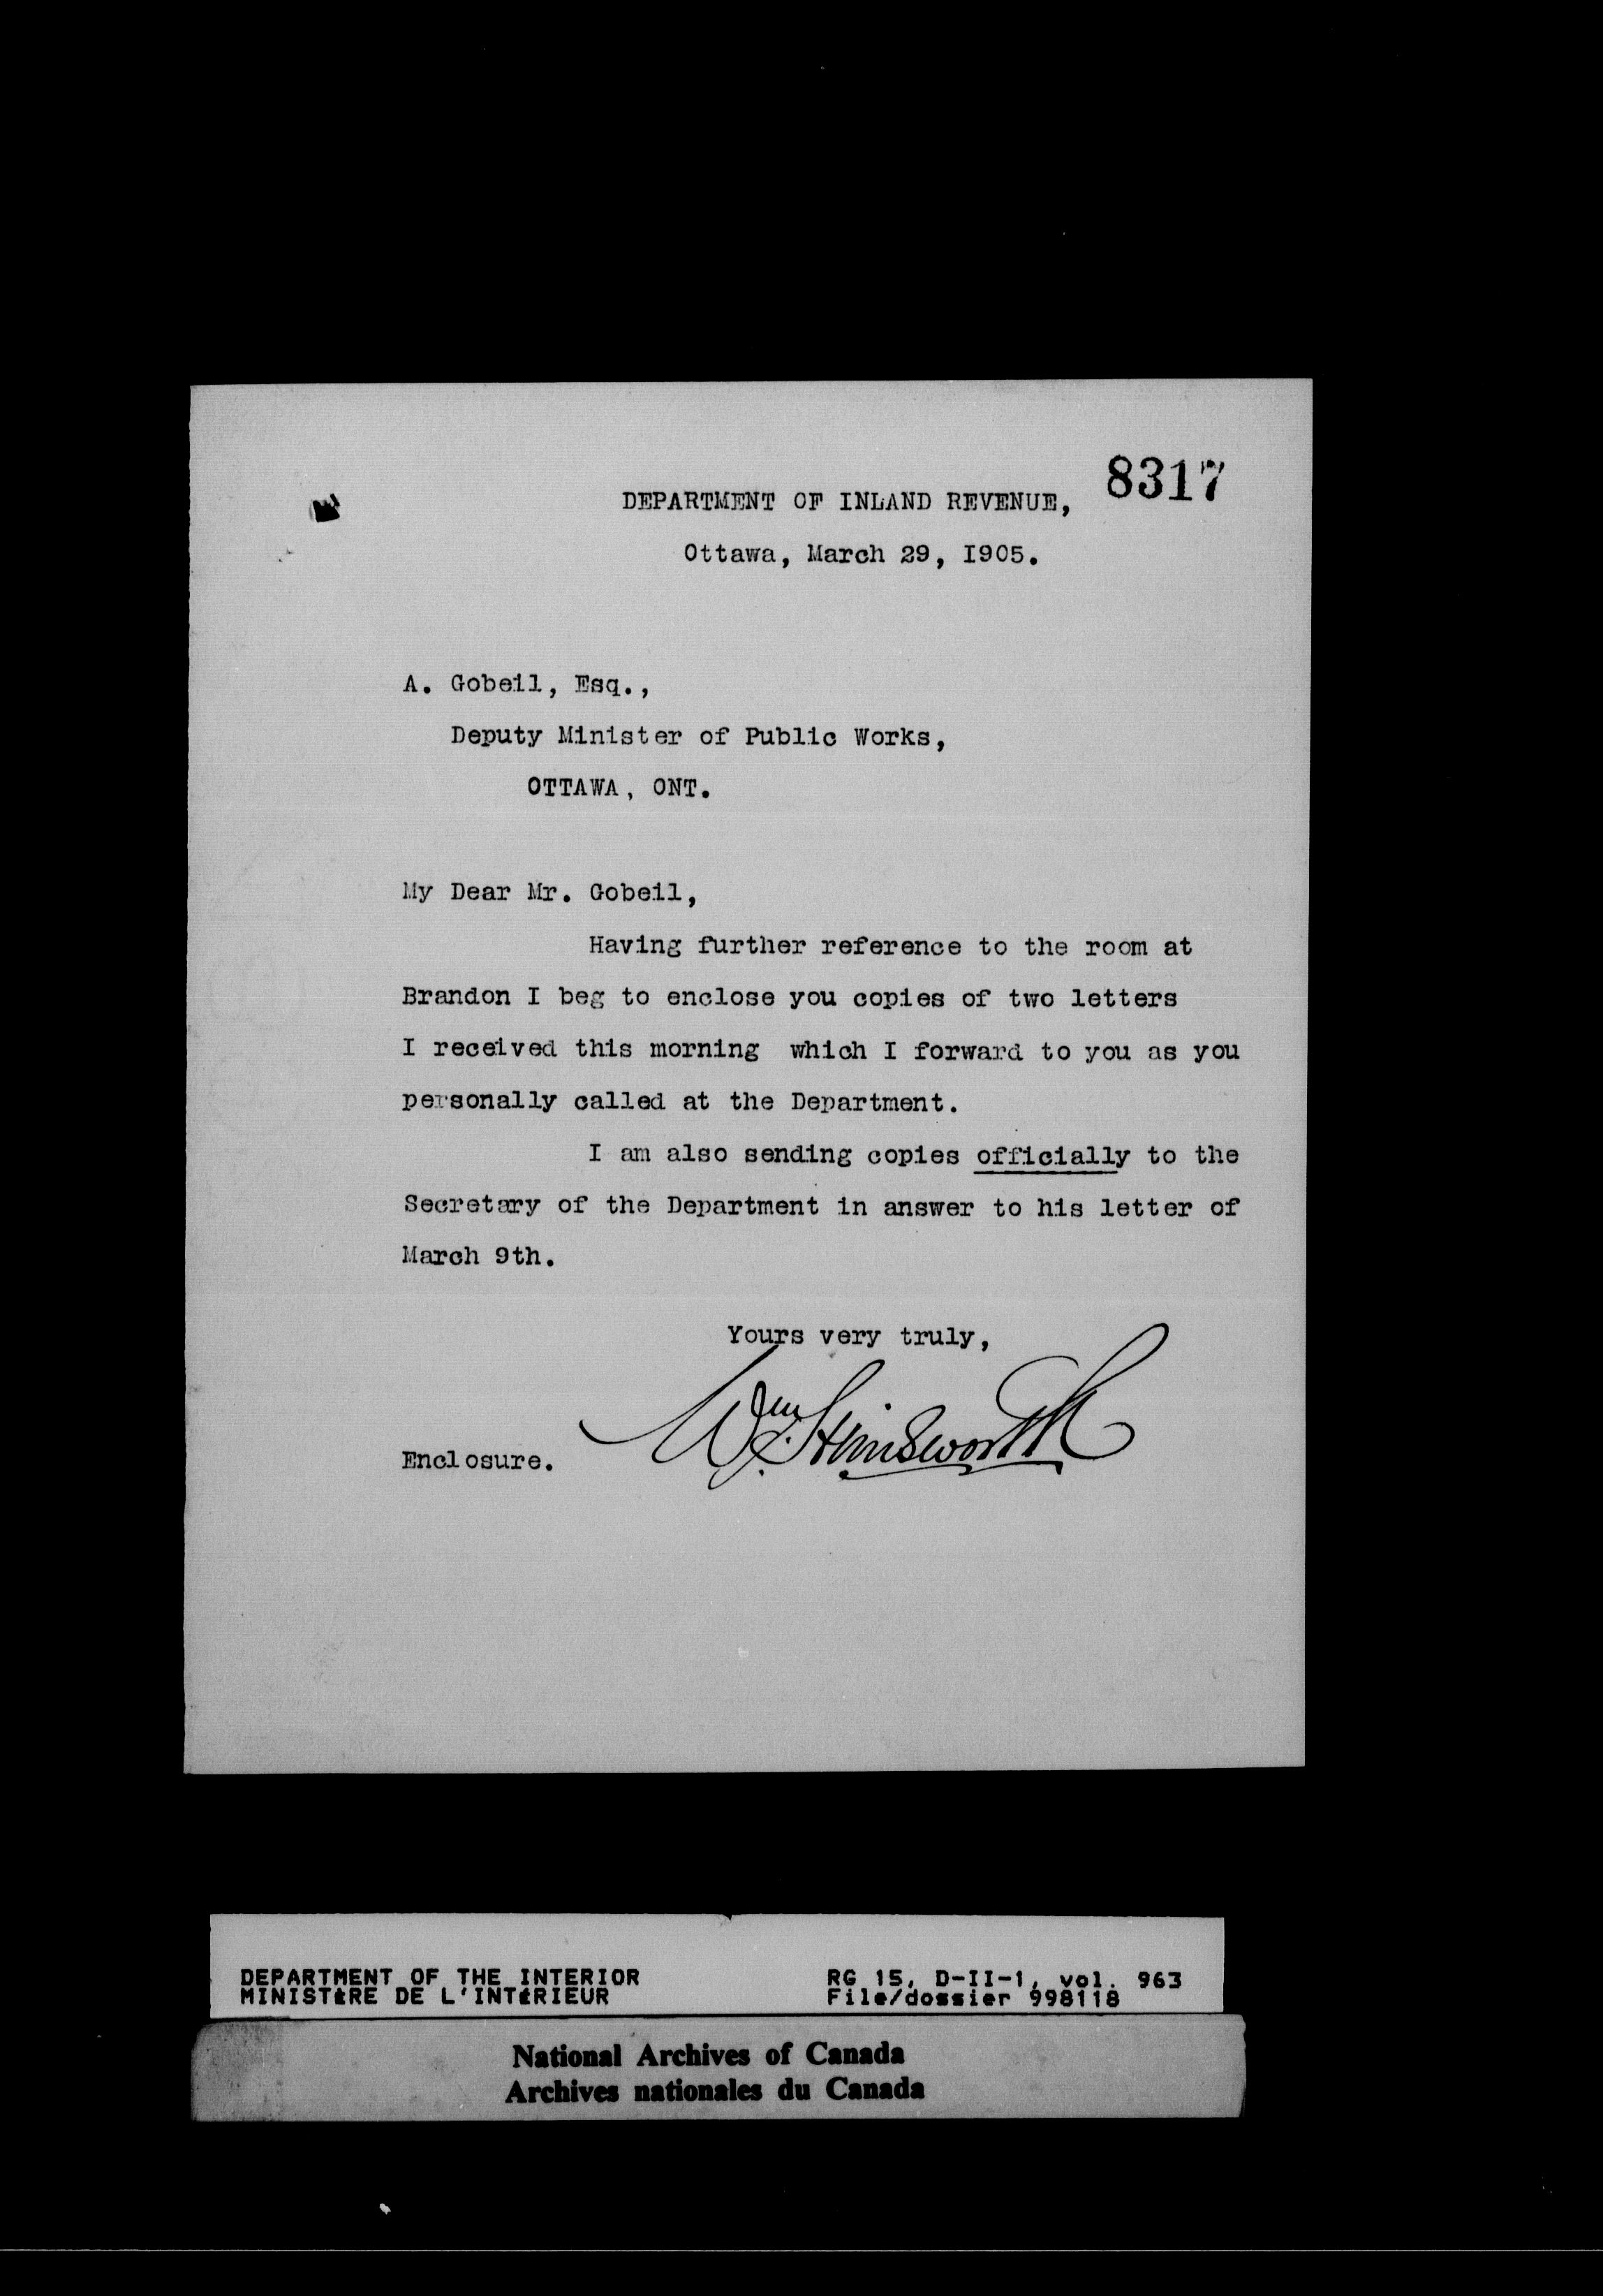 8317
DEPARTMENT OF INLAND REVENUE,
Ottawa, March 29, I905.
A. Gobeil, Esq.,
Deputy Minister of Public Works,
OTTAWA, ONT.
My Dear Mr. Gobeil,
Having further reference to the room at
Brandon I beg to enclose you copies of two letters
I received this morning which I forward to you as you
personally called at the Department.
I am also sending copies officially to the
Secretary of the Department in answer to his letter of
March 9th.
Yours very truly,
Wm Himsworth
Enclosure.
DEPARTMENT OF THE INTERIOR
MINISTÈRE DE L'INTÉRIEUR
RG 15, D-II-1, vol. 963
File/dossier 998118
National Archives of Canada
Archives nationales du Canada